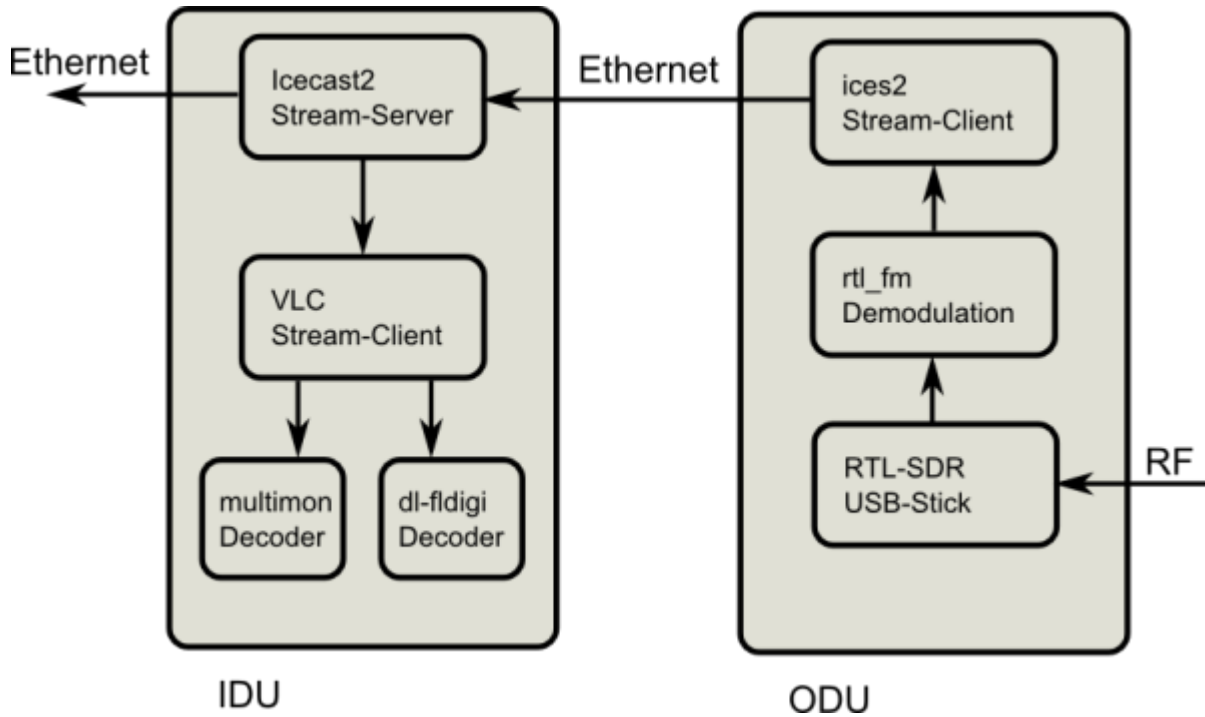 Ethernet
Icecast2
Stream-Server
Ethernet
ices2
Stream-Client
VLC
Stream-Client
rtl_fm
Demodulation
multimon
Decoder
dl-fldigi
Decoder
RTL-SDR
USB-Stick
RF
IDU
ODU